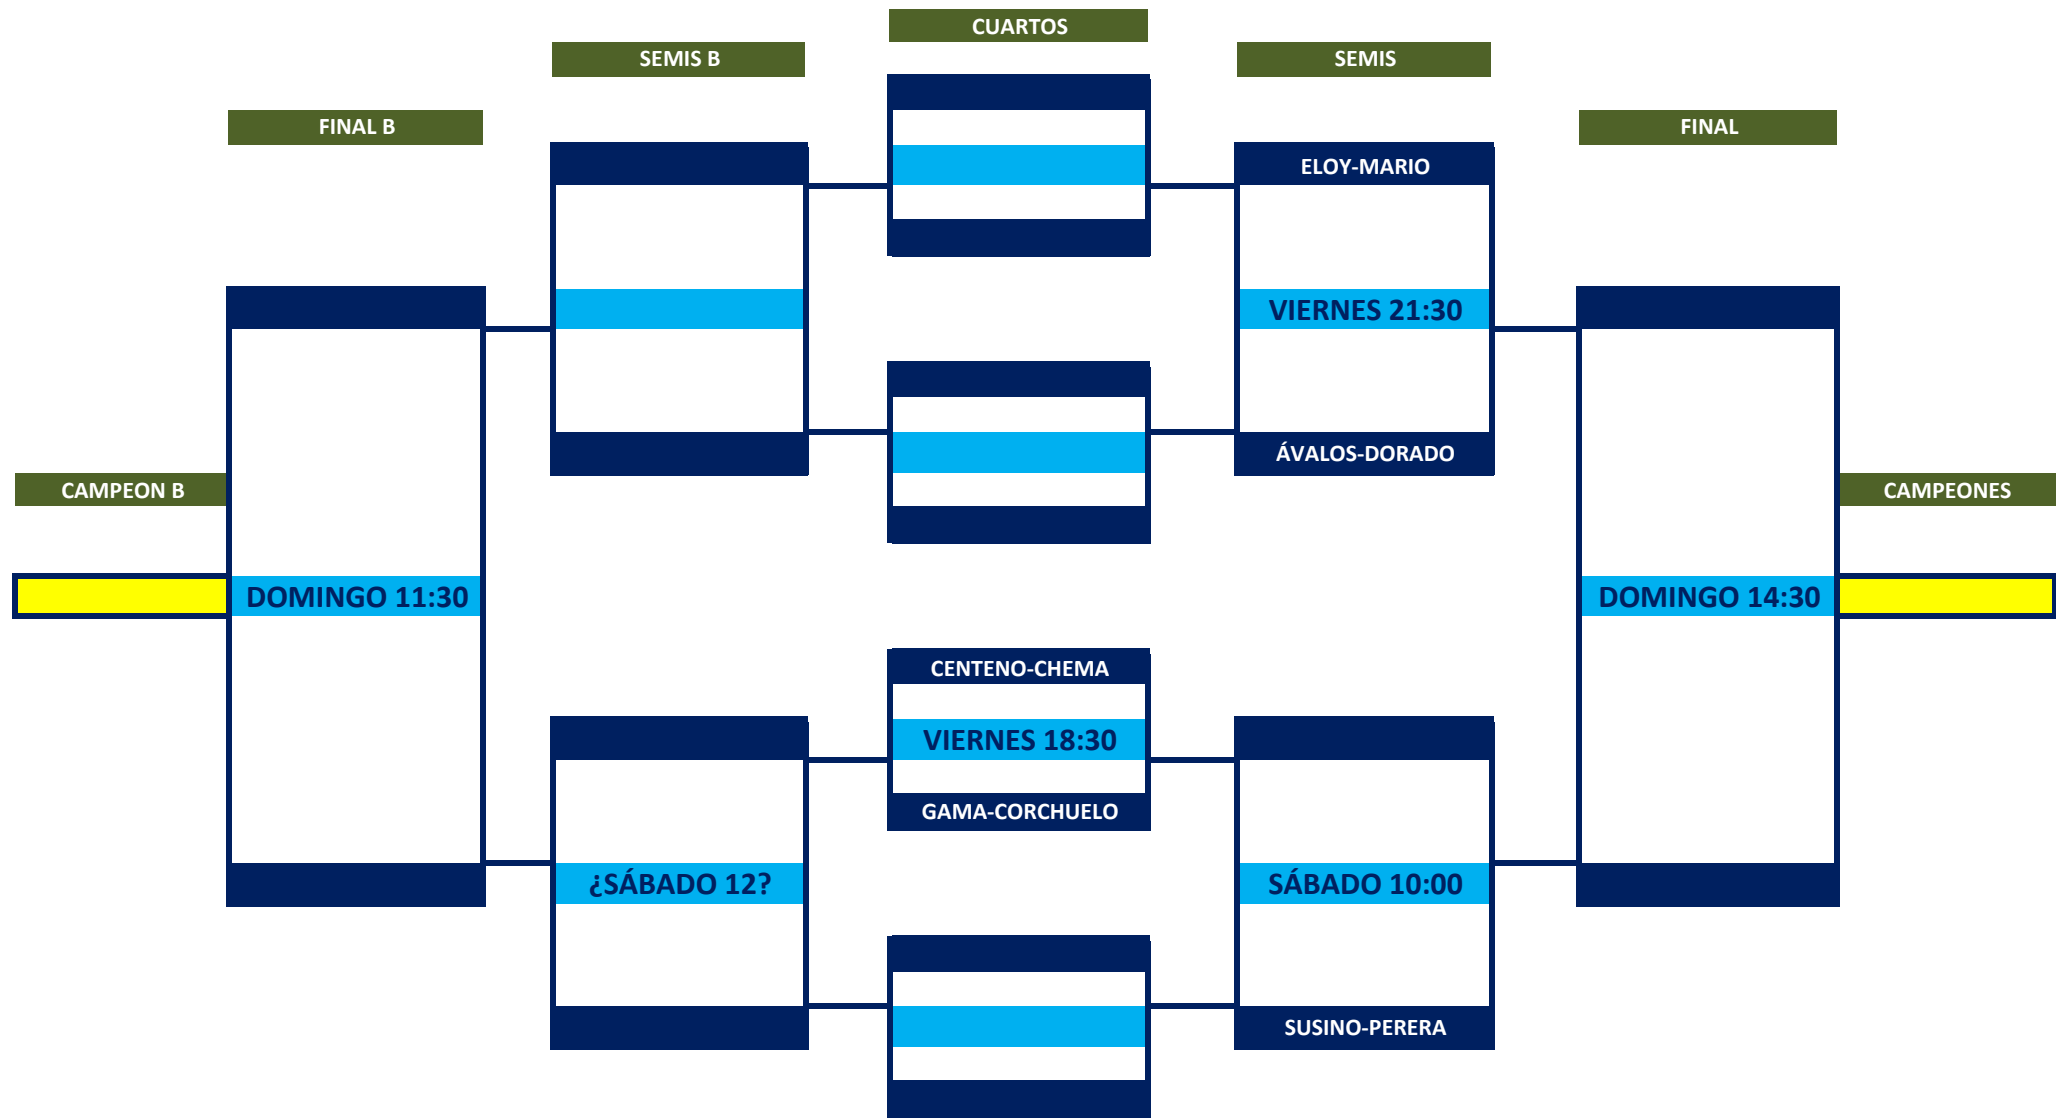 CUARTOS
SEMIS B
SEMIS
FINAL B
FINAL
ELOY-MARIO
VIERNES 21:30
ÁVALOS-DORADO
CAMPEON B
CAMPEONES
DOMINGO 11:30
DOMINGO 14:30
CENTENO-CHEMA
VIERNES 18:30
GAMA-CORCHUELO
¿SÁBADO 12?
SÁBADO 10:00
SUSINO-PERERA